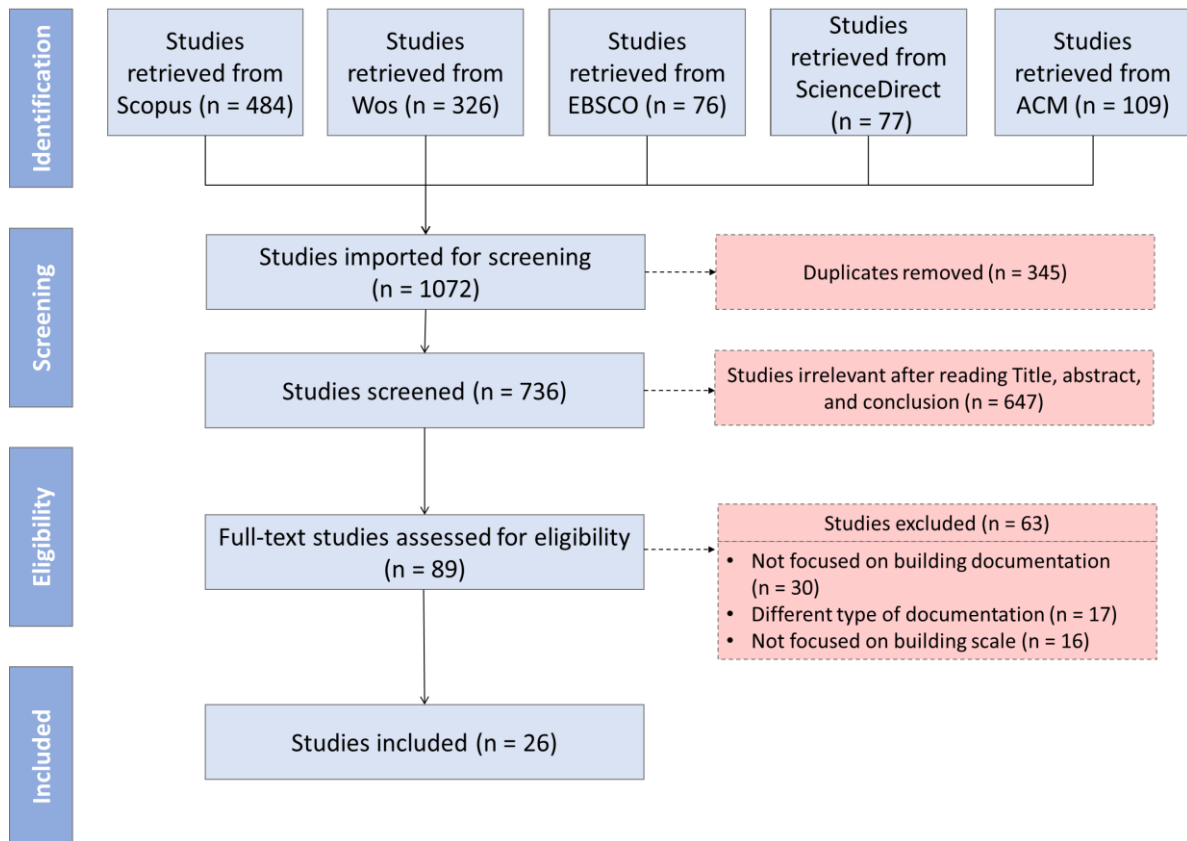 Identification
Studies
retrieved from
Scopus (n = 484)
Studies
retrieved from
Wos (n = 326)
Studies
retrieved from
EBSCO (n = 76)
Studies
retrieved from
ScienceDirect
(n = 77)
Studies
retrieved from
ACM (n = 109)
Screening
Studies imported for screening
(n = 1072)
Duplicates removed (n = 345)
Studies screened (n = 736)
Studies irrelevant after reading Title, abstract,
and conclusion (n = 647)
Eligibility
Full-text studies assessed for eligibility
(n = 89)
Studies excluded (n = 63)
• Not focused on building documentation
(n = 30)
• Different type of documentation (n = 17)
• Not focused on building scale (n = 16)
Included
Studies included (n = 26)